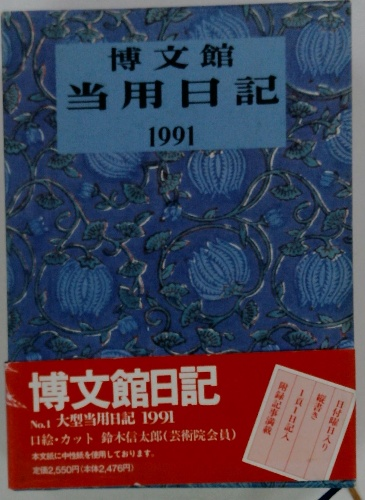 博文館
当用日記
1991
博文館日記
No.1 大型当用日記 1991
口絵・カット 鈴木信太郎(芸術院会員)
本文紙に中性紙を使用しております。
定価2,550円(本体2,476円)
日付曜日入り
縦書き
1頁1日記入
附録記事満載